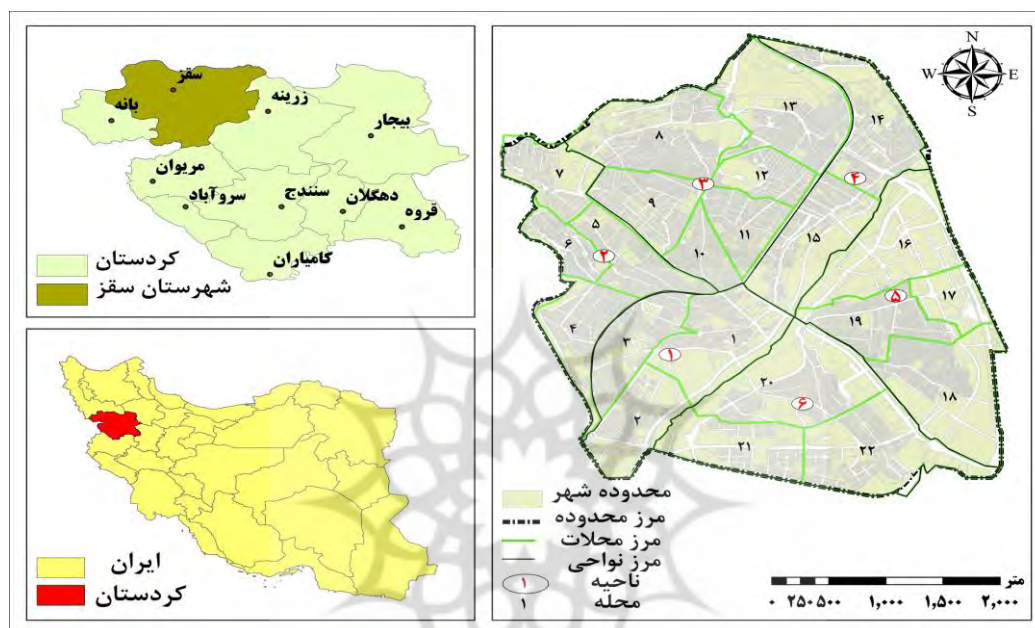 سقز
بانه
زرینه
بیجار
مریوان
سروآباد
سنندج
دهگلان
قروه
کامیاران
کردستان
شهرستان سقز
ایران
کردستان
N
W E
S
۱۳
۱۴
۸
۷
۱۲
۳
۴
۹
۵
۱۱
۱۵
۶
۱۰
۱۶
۲
۵
۱۷
۱۹
۴
۳
۱
۱
۲۰
۶
۱۸
۲
۲۱
۲۲
محدوده شهر
مرز محدوده
مرز محلات
مرز نواحی
۱ ناحیه
۱ محله
متر
۰ ۲۵۰ ۵۰۰ ۱,۰۰۰ ۱,۵۰۰ ۲,۰۰۰